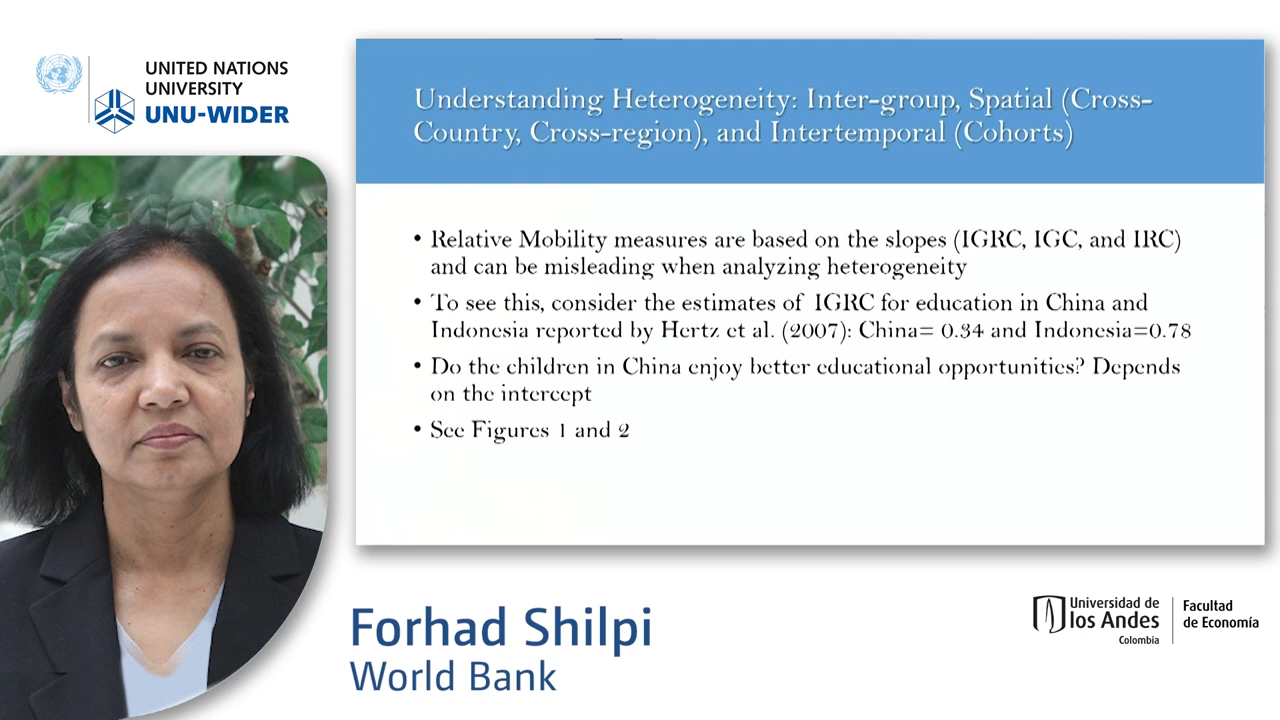 UNITED NATIONS
UNIVERSITY
UNU-WIDER
Understanding Heterogeneity: Inter-group, Spatial (Cross-
Country, Cross-region), and Intertemporal (Cohorts)
• Relative Mobility measures are based on the slopes (IGRC, IGC, and IRC)
and can be misleading when analyzing heterogeneity
• To see this, consider the estimates of IGRC for education in China and
Indonesia reported by Hertz et al. (2007): China= 0.34 and Indonesia=0.78
• Do the children in China enjoy better educational opportunities? Depends
on the intercept
• See Figures 1 and 2
Forhad Shilpi
World Bank
Universidad de
los Andes
Colombia
Facultad
de Economía